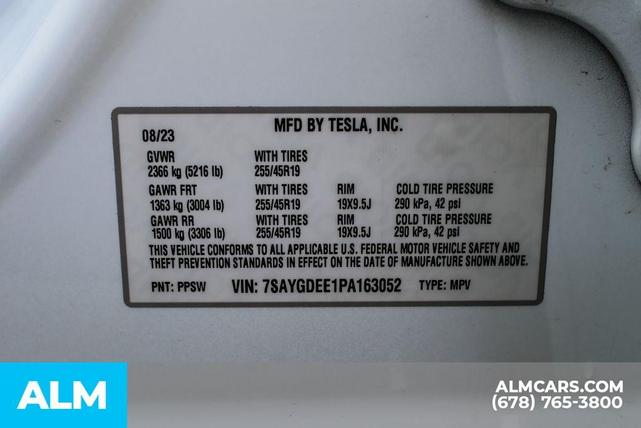 MFD BY TESLA, INC.
08/23
GVWR WITH TIRES
2366 kg (5216 lb) 255/45R19
GAWR FRT WITH TIRES RIM COLD TIRE PRESSURE
1363 kg (3004 lb) 255/45R19 19X9.5J 290 kPa, 42 psi
GAWR RR WITH TIRES RIM COLD TIRE PRESSURE
1500 kg (3306 lb) 255/45R19 19X9.5J 290 kPa, 42 psi
THIS VEHICLE CONFORMS TO ALL APPLICABLE U.S. FEDERAL MOTOR VEHICLE SAFETY AND
THEFT PREVENTION STANDARDS IN EFFECT ON THE DATE OF MANUFACTURE SHOWN ABOVE.
PNT: PPSW VIN: 7SAYGDEE1PA163052 TYPE: MPV
ALM
ALMCARS.COM
(678) 765-3800